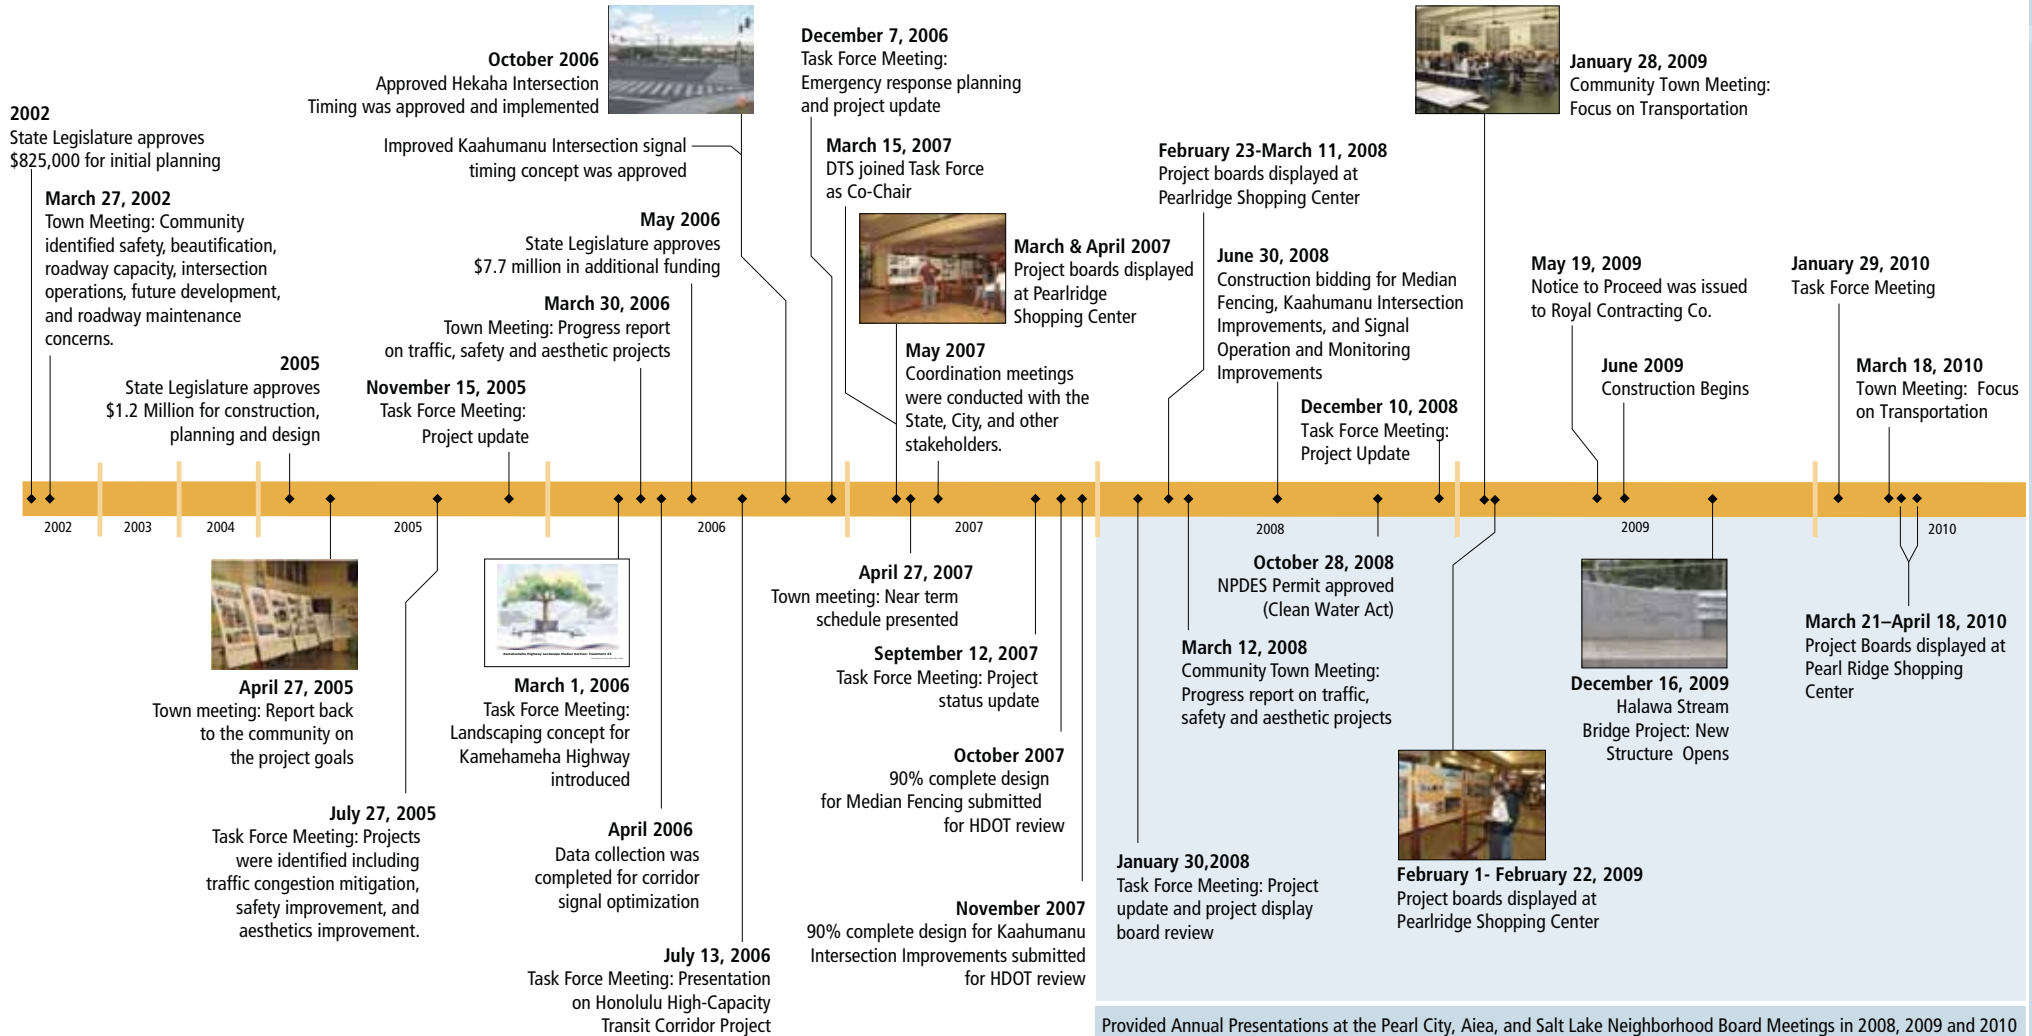 2002
State Legislature approves
$825,000 for initial planning
March 27, 2002
Town Meeting: Community
identified safety, beautification,
roadway capacity, intersection
operations, future development,
and roadway maintenance
concerns.
2005
State Legislature approves
$1.2 Million for construction,
planning and design
November 15, 2005
Task Force Meeting:
Project update
March 30, 2006
Town Meeting: Progress report
on traffic, safety and aesthetic projects
May 2006
State Legislature approves
$7.7 million in additional funding
October 2006
Approved Hekaha Intersection
Timing was approved and implemented
Improved Kaahumanu Intersection signal
timing concept was approved
December 7, 2006
Task Force Meeting:
Emergency response planning
and project update
March 15, 2007
DTS joined Task Force
as Co-Chair
March & April 2007
Project boards displayed
at Pearlridge
Shopping Center
May 2007
Coordination meetings
were conducted with the
State, City, and other
stakeholders.
February 23-March 11, 2008
Project boards displayed at
Pearlridge Shopping Center
June 30, 2008
Construction bidding for Median
Fencing, Kaahumanu Intersection
Improvements, and Signal
Operation and Monitoring
Improvements
December 10, 2008
Task Force Meeting:
Project Update
January 28, 2009
Community Town Meeting:
Focus on Transportation
May 19, 2009
Notice to Proceed was issued
to Royal Contracting Co.
June 2009
Construction Begins
January 29, 2010
Task Force Meeting
March 18, 2010
Town Meeting: Focus
on Transportation
2002
2003
2004
2005
2006
2007
2008
2009
2010
April 27, 2005
Town meeting: Report back
to the community on
the project goals
July 27, 2005
Task Force Meeting: Projects
were identified including
traffic congestion mitigation,
safety improvement, and
aesthetics improvement.
Kamehameha Highway Landscape Median Section: Treatment
March 1, 2006
Task Force Meeting:
Landscaping concept for
Kamehameha Highway
introduced
April 2006
Data collection was
completed for corridor
signal optimization
July 13, 2006
Task Force Meeting: Presentation
on Honolulu High-Capacity
Transit Corridor Project
April 27, 2007
Town meeting: Near term
schedule presented
September 12, 2007
Task Force Meeting: Project
status update
October 2007
90% complete design
for Median Fencing submitted
for HDOT review
November 2007
90% complete design for Kaahumanu
Intersection Improvements submitted
for HDOT review
January 30,2008
Task Force Meeting: Project
update and project display
board review
March 12, 2008
Community Town Meeting:
Progress report on traffic,
safety and aesthetic projects
October 28, 2008
NPDES Permit approved
(Clean Water Act)
February 1- February 22, 2009
Project boards displayed at
Pearlridge Shopping Center
December 16, 2009
Halawa Stream
Bridge Project: New
Structure Opens
March 21–April 18, 2010
Project Boards displayed at
Pearl Ridge Shopping
Center
Provided Annual Presentations at the Pearl City, Aiea, and Salt Lake Neighborhood Board Meetings in 2008, 2009 and 2010